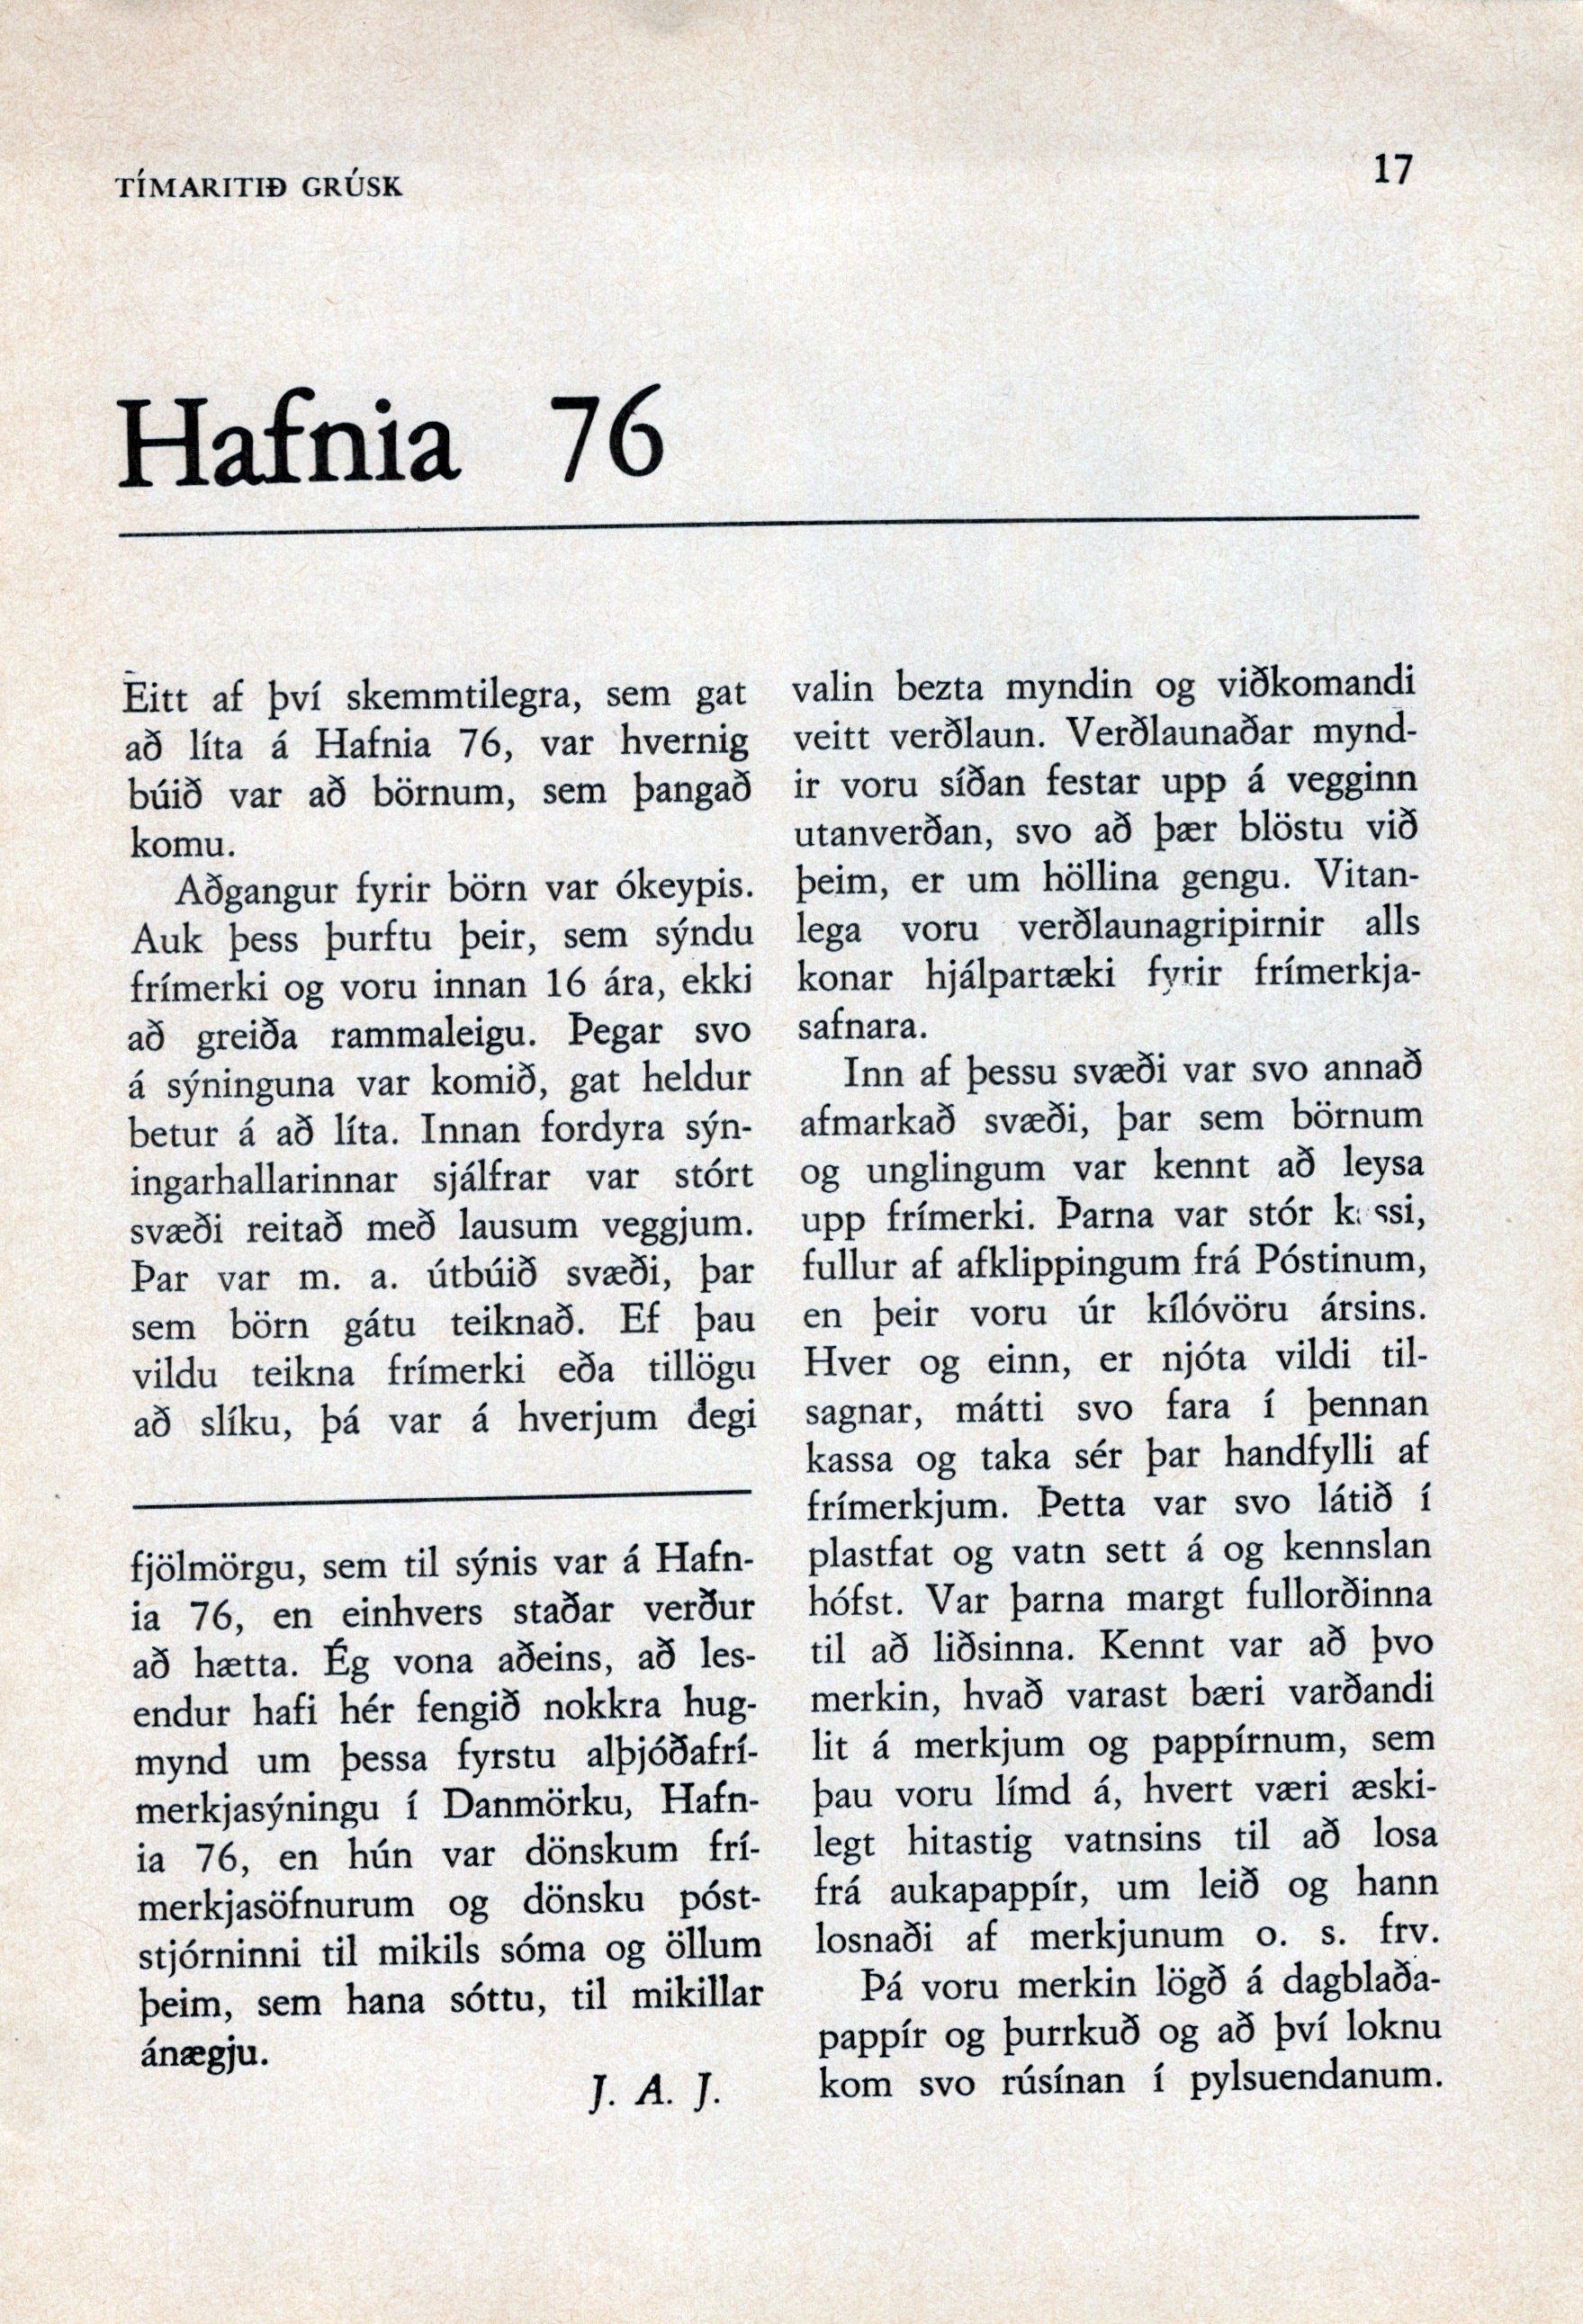 TÍMARITIÐ GRÚSK
17
Hafnia 76
Eitt af því skemmtilegra, sem gat
að líta á Hafnia 76, var hvernig
búið var að börnum, sem þangað
komu.
Aðgangur fyrir börn var ókeypis.
Auk þess þurftu þeir, sem sýndu
frímerki og voru innan 16 ára, ekki
að greiða rammaleigu. Þegar svo
á sýninguna var komið, gat heldur
betur á að líta. Innan fordyra sýn-
ingarhallarinnar sjálfrar var stórt
svæði reitað með lausum veggjum.
Þar var m. a. útbúið svæði, þar
sem börn gátu teiknað. Ef þau
vildu teikna frímerki eða tillögu
að slíku, þá var á hverjum degi
valin bezta myndin og viðkomandi
veitt verðlaun. Verðlaunaðar mynd-
ir voru síðan festar upp á vegginn
utanverðan, svo að þær blöstu við
þeim, er um höllina gengu. Vitan-
lega voru verðlaunagripirnir alls
konar hjálpartæki fyrir frímerkja-
safnara.
Inn af þessu svæði var svo annað
afmarkað svæði, þar sem börnum
og unglingum var kennt að leysa
upp frímerki. Þarna var stór kassi,
fullur af afklippingum frá Póstinum,
en þeir voru úr kílóvöru ársins.
Hver og einn, er njóta vildi til-
sagnar, mátti svo fara í þennan
kassa og taka sér þar handfylli af
frímerkjum. Þetta var svo látið í
plastfat og vatn sett á og kennslan
hófst. Var þarna margt fullorðinna
til að liðsinna. Kennt var að þvo
merkin, hvað varast bæri varðandi
lit á merkjum og pappírnum, sem
þau voru límd á, hvert væri æski-
legt hitastig vatnsins til að losa
frá aukapappír, um leið og hann
losnaði af merkjunum o. s. frv.
Þá voru merkin lögð á dagblaða-
pappír og þurrkuð og að því loknu
kom svo rúsínan í pylsuendanum.
fjölmörgu, sem til sýnis var á Hafn-
ia 76, en einhvers staðar verður
að hætta. Ég vona aðeins, að les-
endur hafi hér fengið nokkra hug-
mynd um þessa fyrstu alþjóðafrí-
merkjasýningu í Danmörku, Hafn-
ia 76, en hún var dönskum frí-
merkjasöfnurum og dönsku póst-
stjórninni til mikils sóma og öllum
þeim, sem hana sóttu, til mikillar
ánægju.
J. A. J.